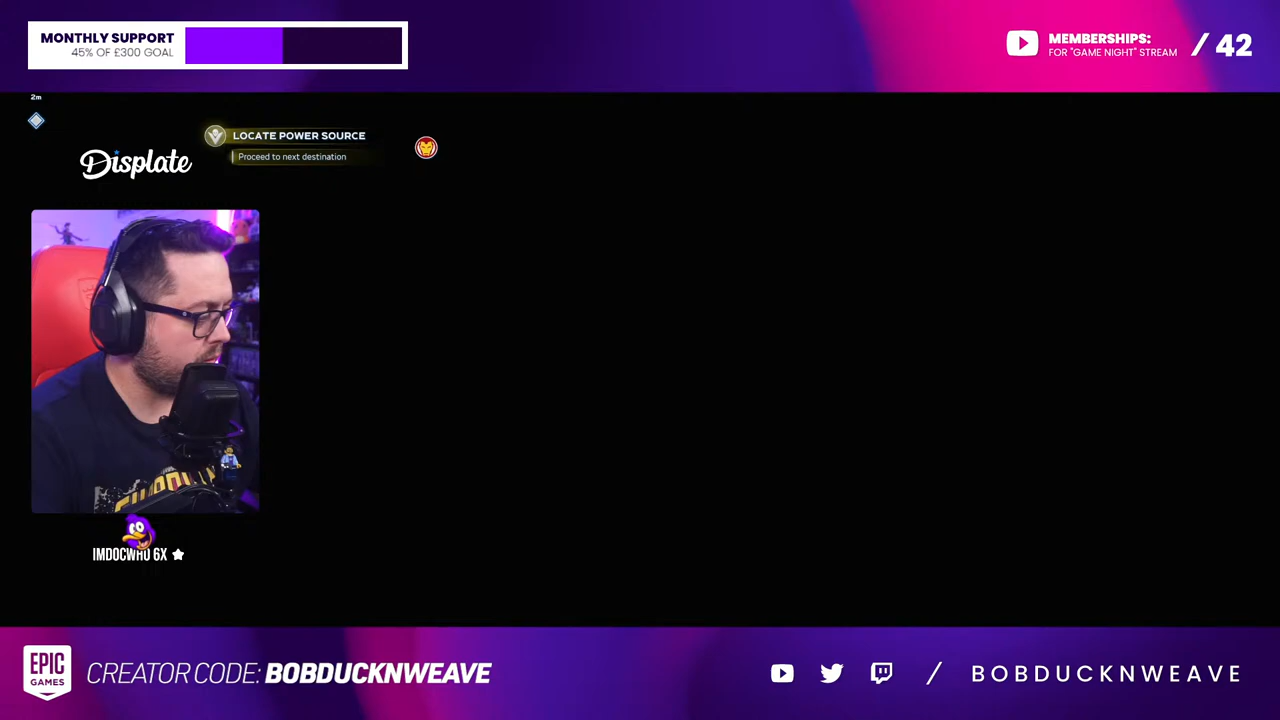 MONTHLY SUPPORT
45% OF £300 GOAL
MEMBERSHIPS:
FOR "GAME NIGHT" STREAM
/ 42
2m
LOCATE POWER SOURCE
Proceed to next destination
Displate
IMDOCWHO 6X
EPIC
GAMES
CREATOR CODE: BOBDUCKNWEAVE
/ BOBDUCKNWEAVE